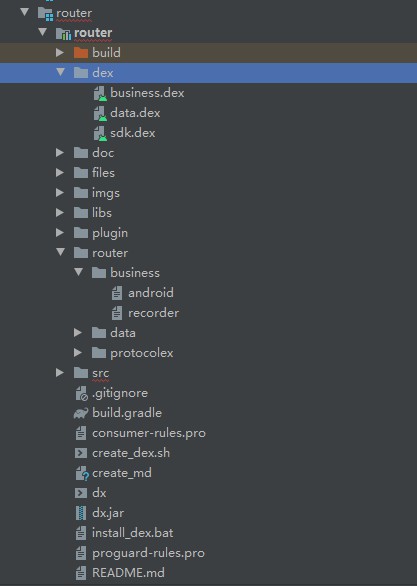 router
router
build
dex
business.dex
data.dex
sdk.dex
doc
files
imgs
libs
plugin
router
business
android
recorder
data
protocolex
src
.gitignore
build.gradle
consumer-rules.pro
create_dex.sh
create_md
dx
dx.jar
install_dex.bat
proguard-rules.pro
README.md